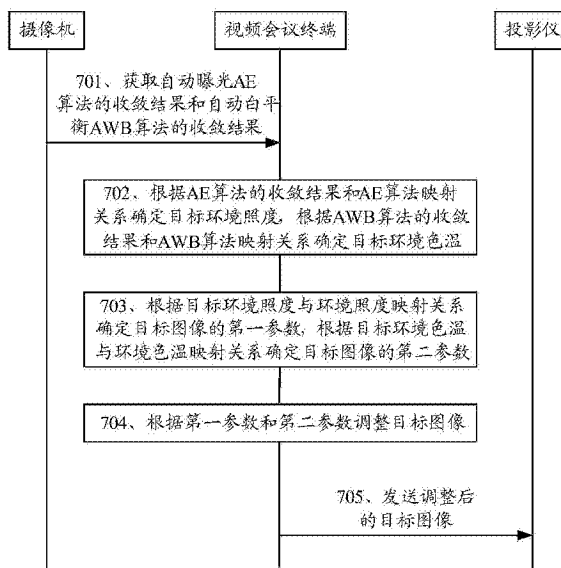 摄像机
视频会议终端
投影仪
701、获取自动曝光AE
算法的收敛结果和自动白平
衡AWB算法的收敛结果
702、根据AE算法的收敛结果和AE算法映射
关系确定目标环境照度,根据AWB算法的收敛
结果和AWB算法映射关系确定目标环境色温
703、根据目标环境照度与环境照度映射关系
确定目标图像的第一参数,根据目标环境色温
与环境色温映射关系确定目标图像的第二参数
704、根据第一参数和第二参数调整目标图像
705、发送调整后
的目标图像